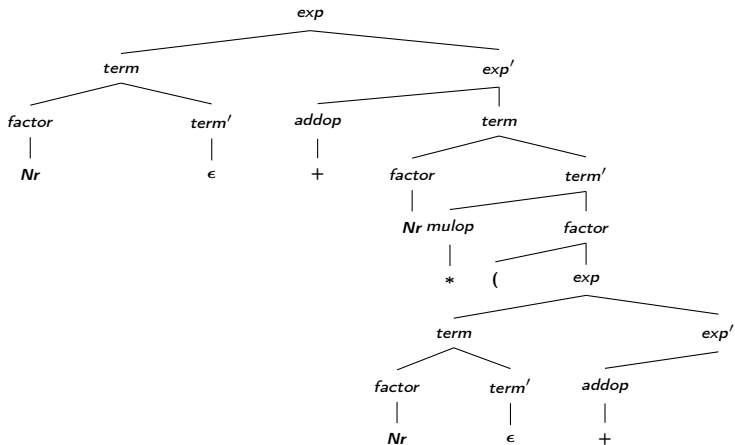 exp
term exp′
factor term′ addop term
Nr ϵ + factor term′
Nr mulop factor
* ( exp
term exp′
factor term′ addop
Nr ϵ +